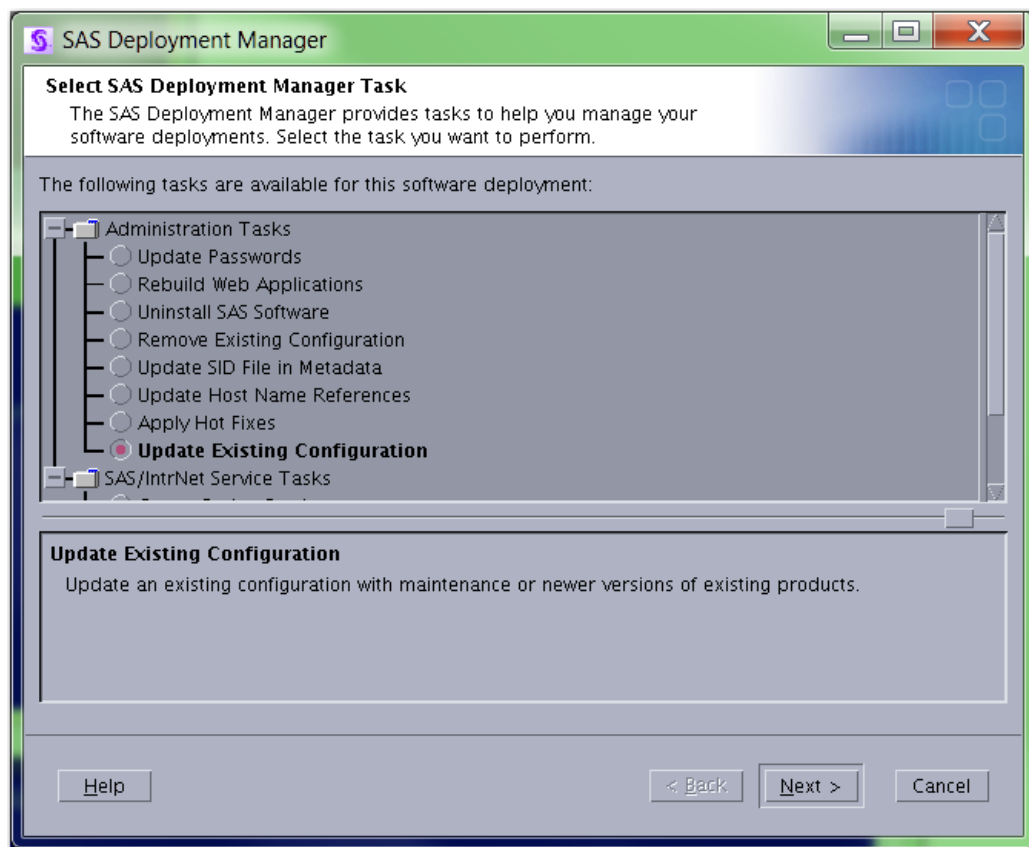 SAS Deployment Manager
Select SAS Deployment Manager Task
The SAS Deployment Manager provides tasks to help you manage your
software deployments. Select the task you want to perform.
The following tasks are available for this software deployment:
Administration Tasks
Update Passwords
Rebuild Web Applications
Uninstall SAS Software
Remove Existing Configuration
Update SID File in Metadata
Update Host Name References
Apply Hot Fixes
Update Existing Configuration
SAS/IntrNet Service Tasks
Update Existing Configuration
Update an existing configuration with maintenance or newer versions of existing products.
Help
< Back
Next >
Cancel